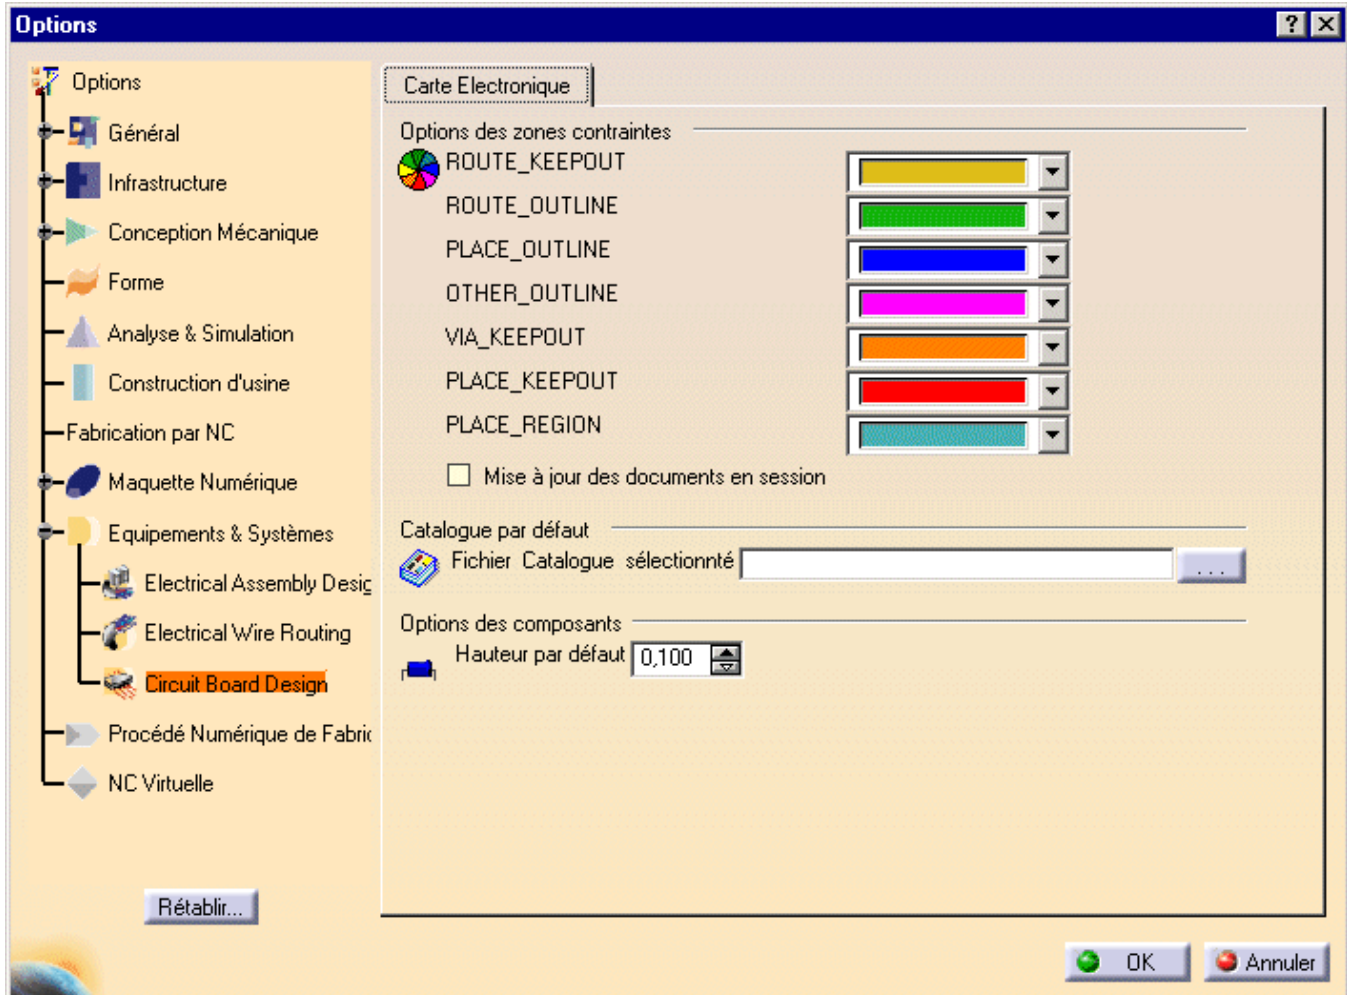 Options
Options
Général
Infrastructure
Conception Mécanique
Forme
Analyse & Simulation
Construction d'usine
Fabrication par NC
Maquette Numérique
Equipements & Systèmes
Electrical Assembly Desig
Electrical Wire Routing
Circuit Board Design
Procédé Numérique de Fabric
NC Virtuelle
Rétablir...
Carte Electronique
Options des zones contraintes
ROUTE_KEEPOUT
ROUTE_OUTLINE
PLACE_OUTLINE
OTHER_OUTLINE
VIA_KEEPOUT
PLACE_KEEPOUT
PLACE_REGION
Mise à jour des documents en session
Catalogue par défaut
Fichier Catalogue sélectionnté ...
Options des composants
Hauteur par défaut 0,100
OK Annuler